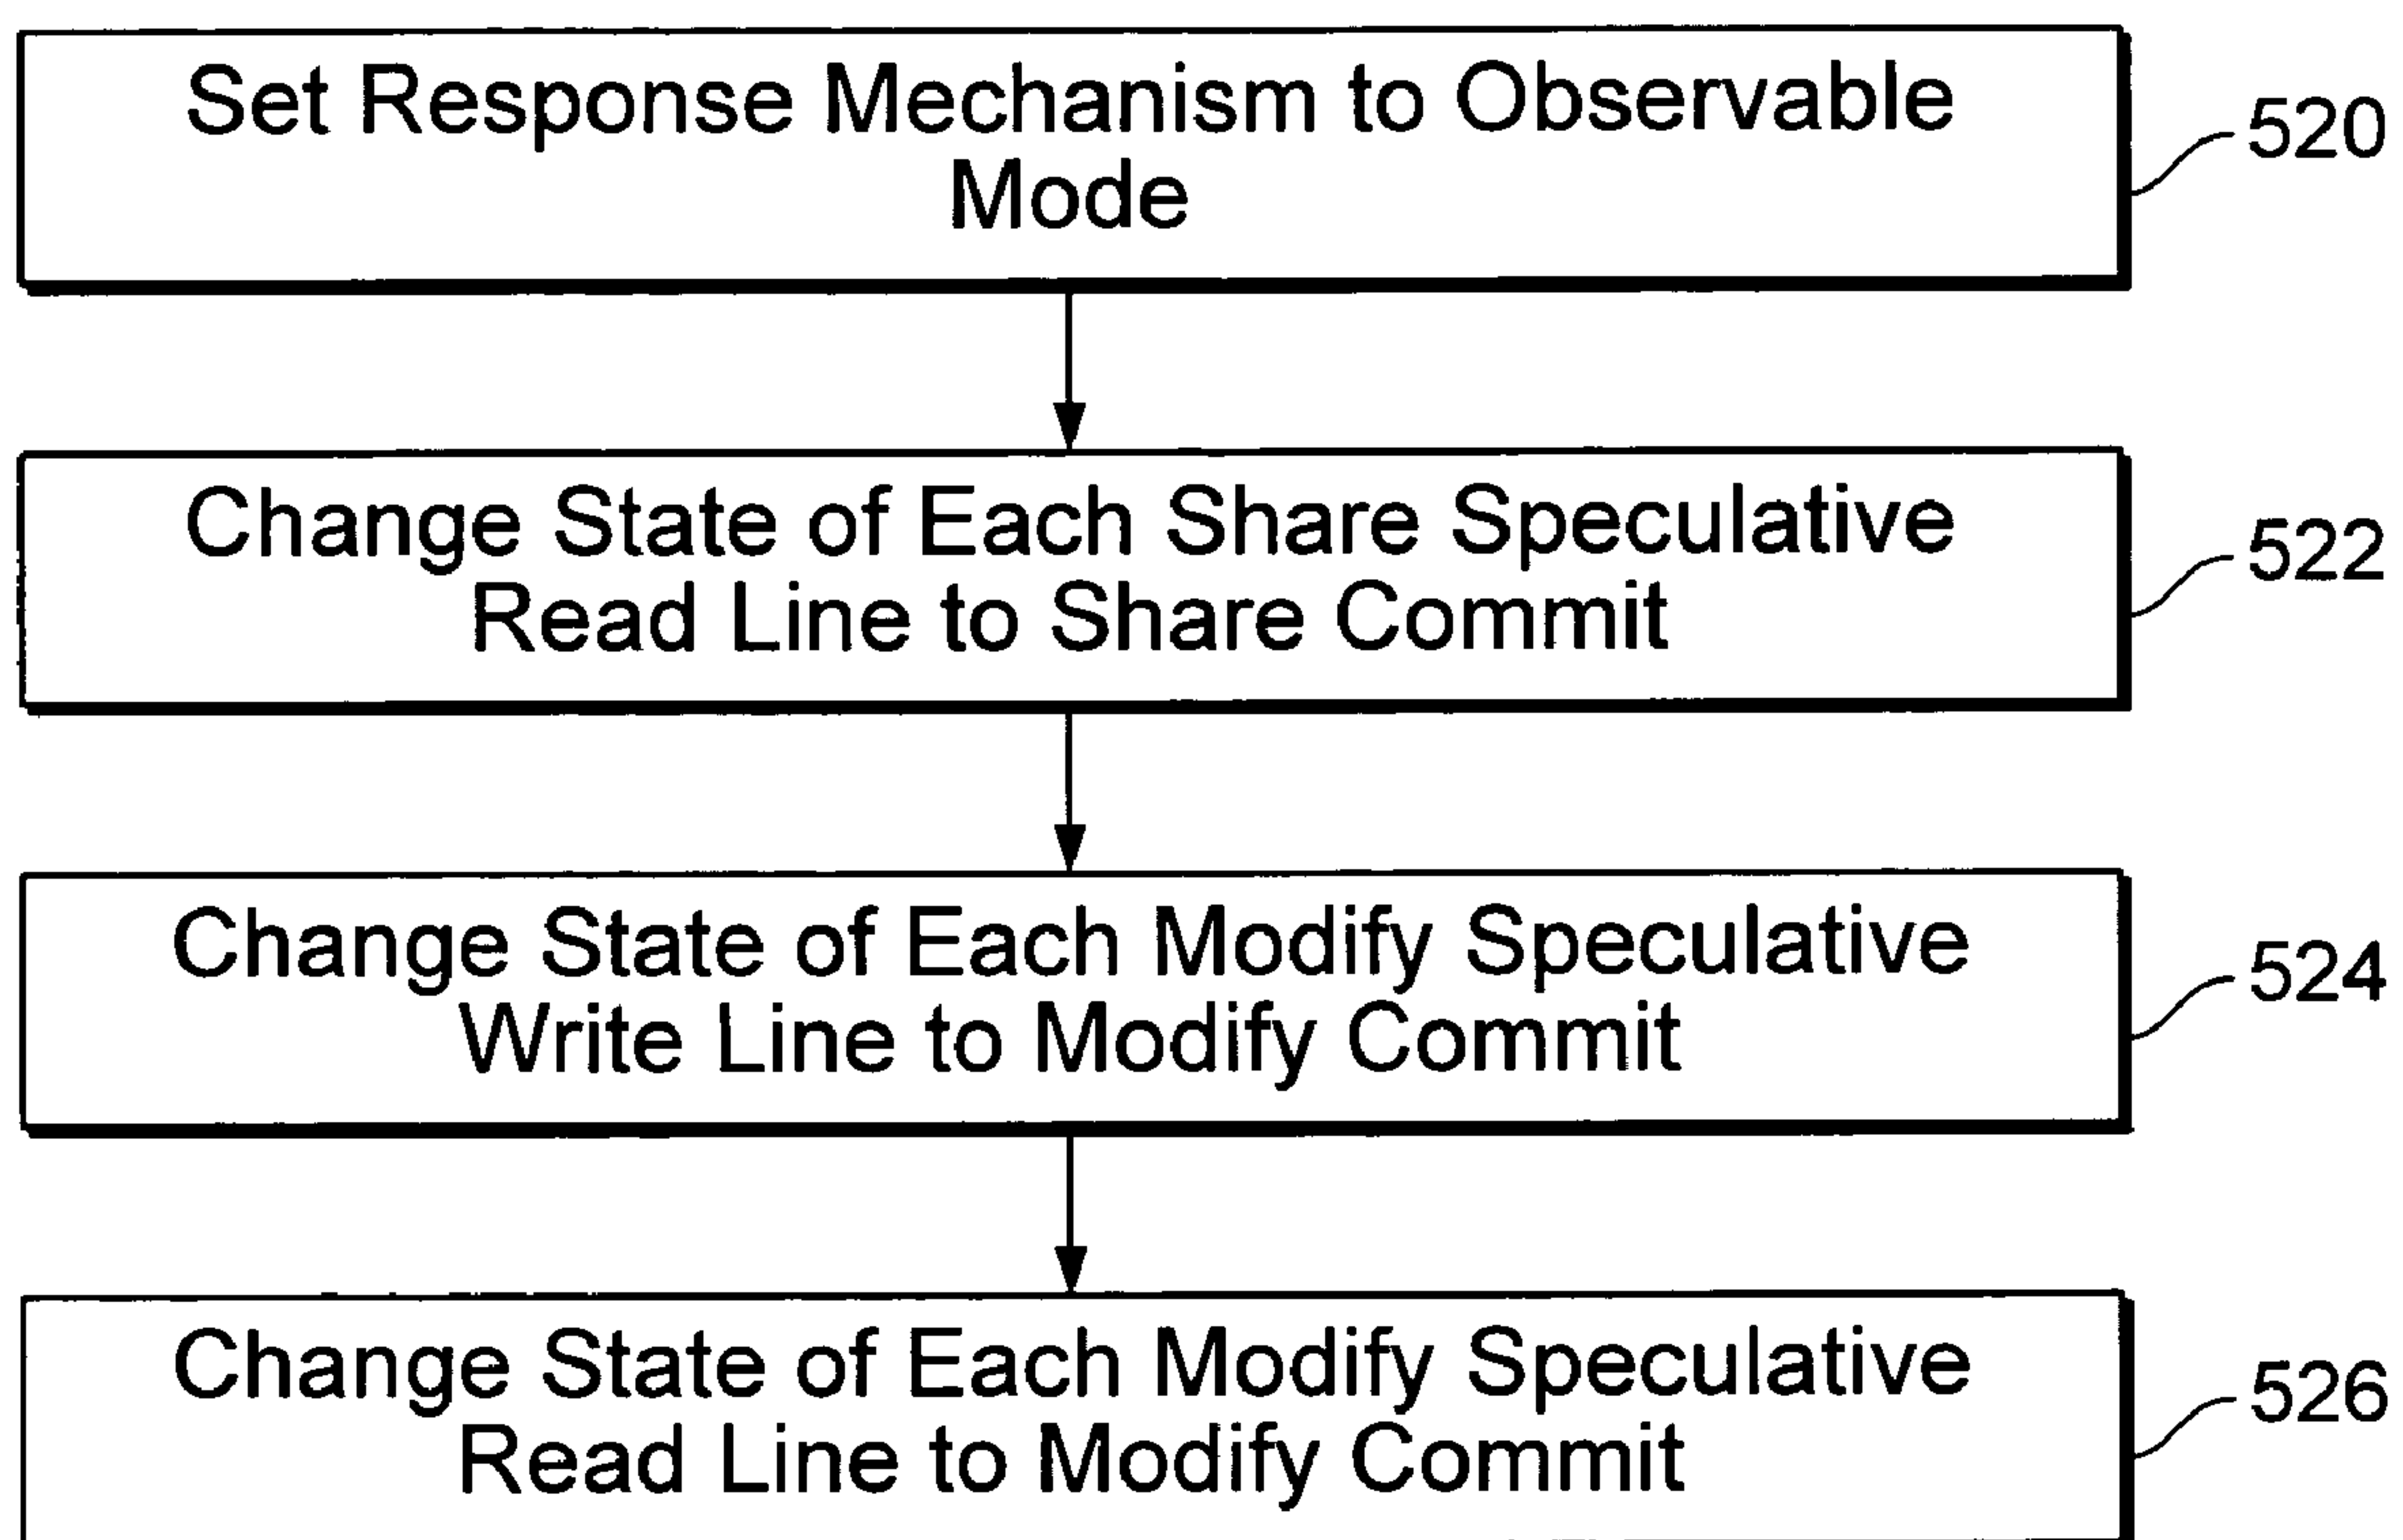 Set Response Mechanism to Observable
Mode
520
Change State of Each Share Speculative
Read Line to Share Commit
522
Change State of Each Modify Speculative
Write Line to Modify Commit
524
Change State of Each Modify Speculative
Read Line to Modify Commit
526